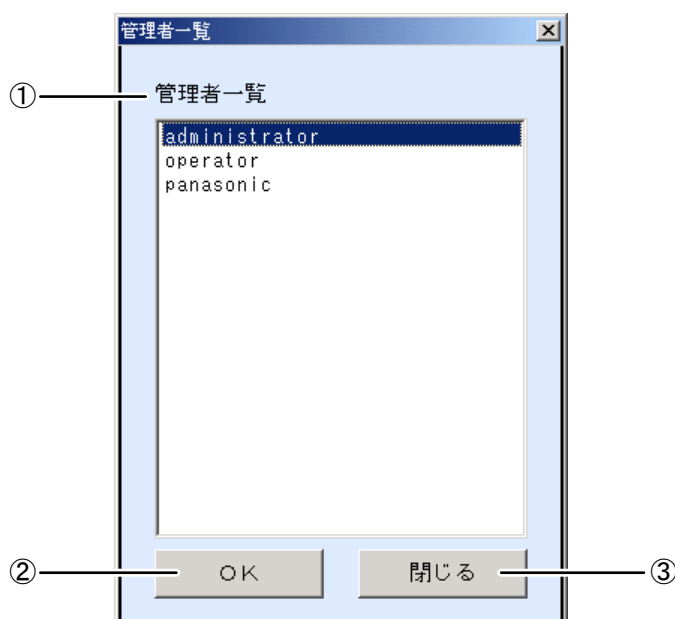 管理者一覧
① 管理者一覧
administrator
operator
panasonic
② OK 閉じる ③